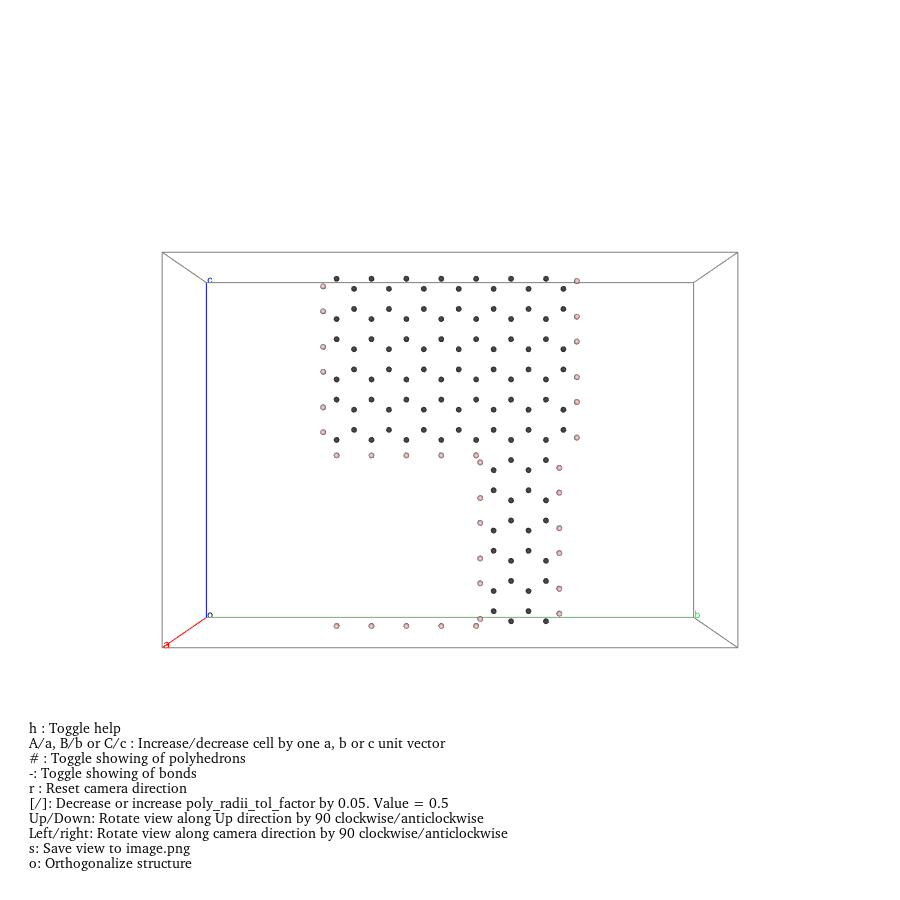 c
o
b
a
h : Toggle help
A/a, B/b or C/c : Increase/decrease cell by one a, b or c unit vector
# : Toggle showing of polyhedrons
-: Toggle showing of bonds
r : Reset camera direction
[/]: Decrease or increase poly_radii_tol_factor by 0.05. Value = 0.5
Up/Down: Rotate view along Up direction by 90 clockwise/anticlockwise
Left/right: Rotate view along camera direction by 90 clockwise/anticlockwise
s: Save view to image.png
o: Orthogonalize structure